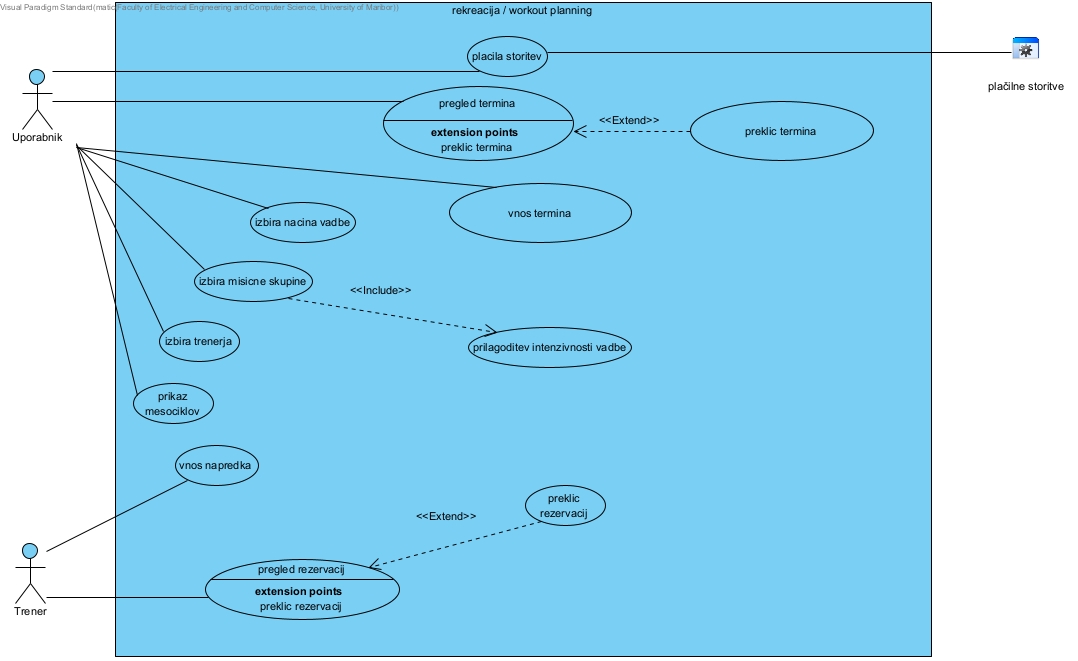 Visual Paradigm Standard(matic(Faculty of Electrical Engineering and Computer Science, University of Maribor))
rekreacija / workout planning
placila storitev
plačilne storitve
Uporabnik
pregled termina
extension points
preklic termina
<<Extend>>
preklic termina
vnos termina
izbira nacina vadbe
izbira misicne skupine
<<Include>>
prilagoditev intenzivnosti vadbe
izbira trenerja
prikaz
mesociklov
vnos napredka
preklic
rezervacij
<<Extend>>
pregled rezervacij
extension points
preklic rezervacij
Trener